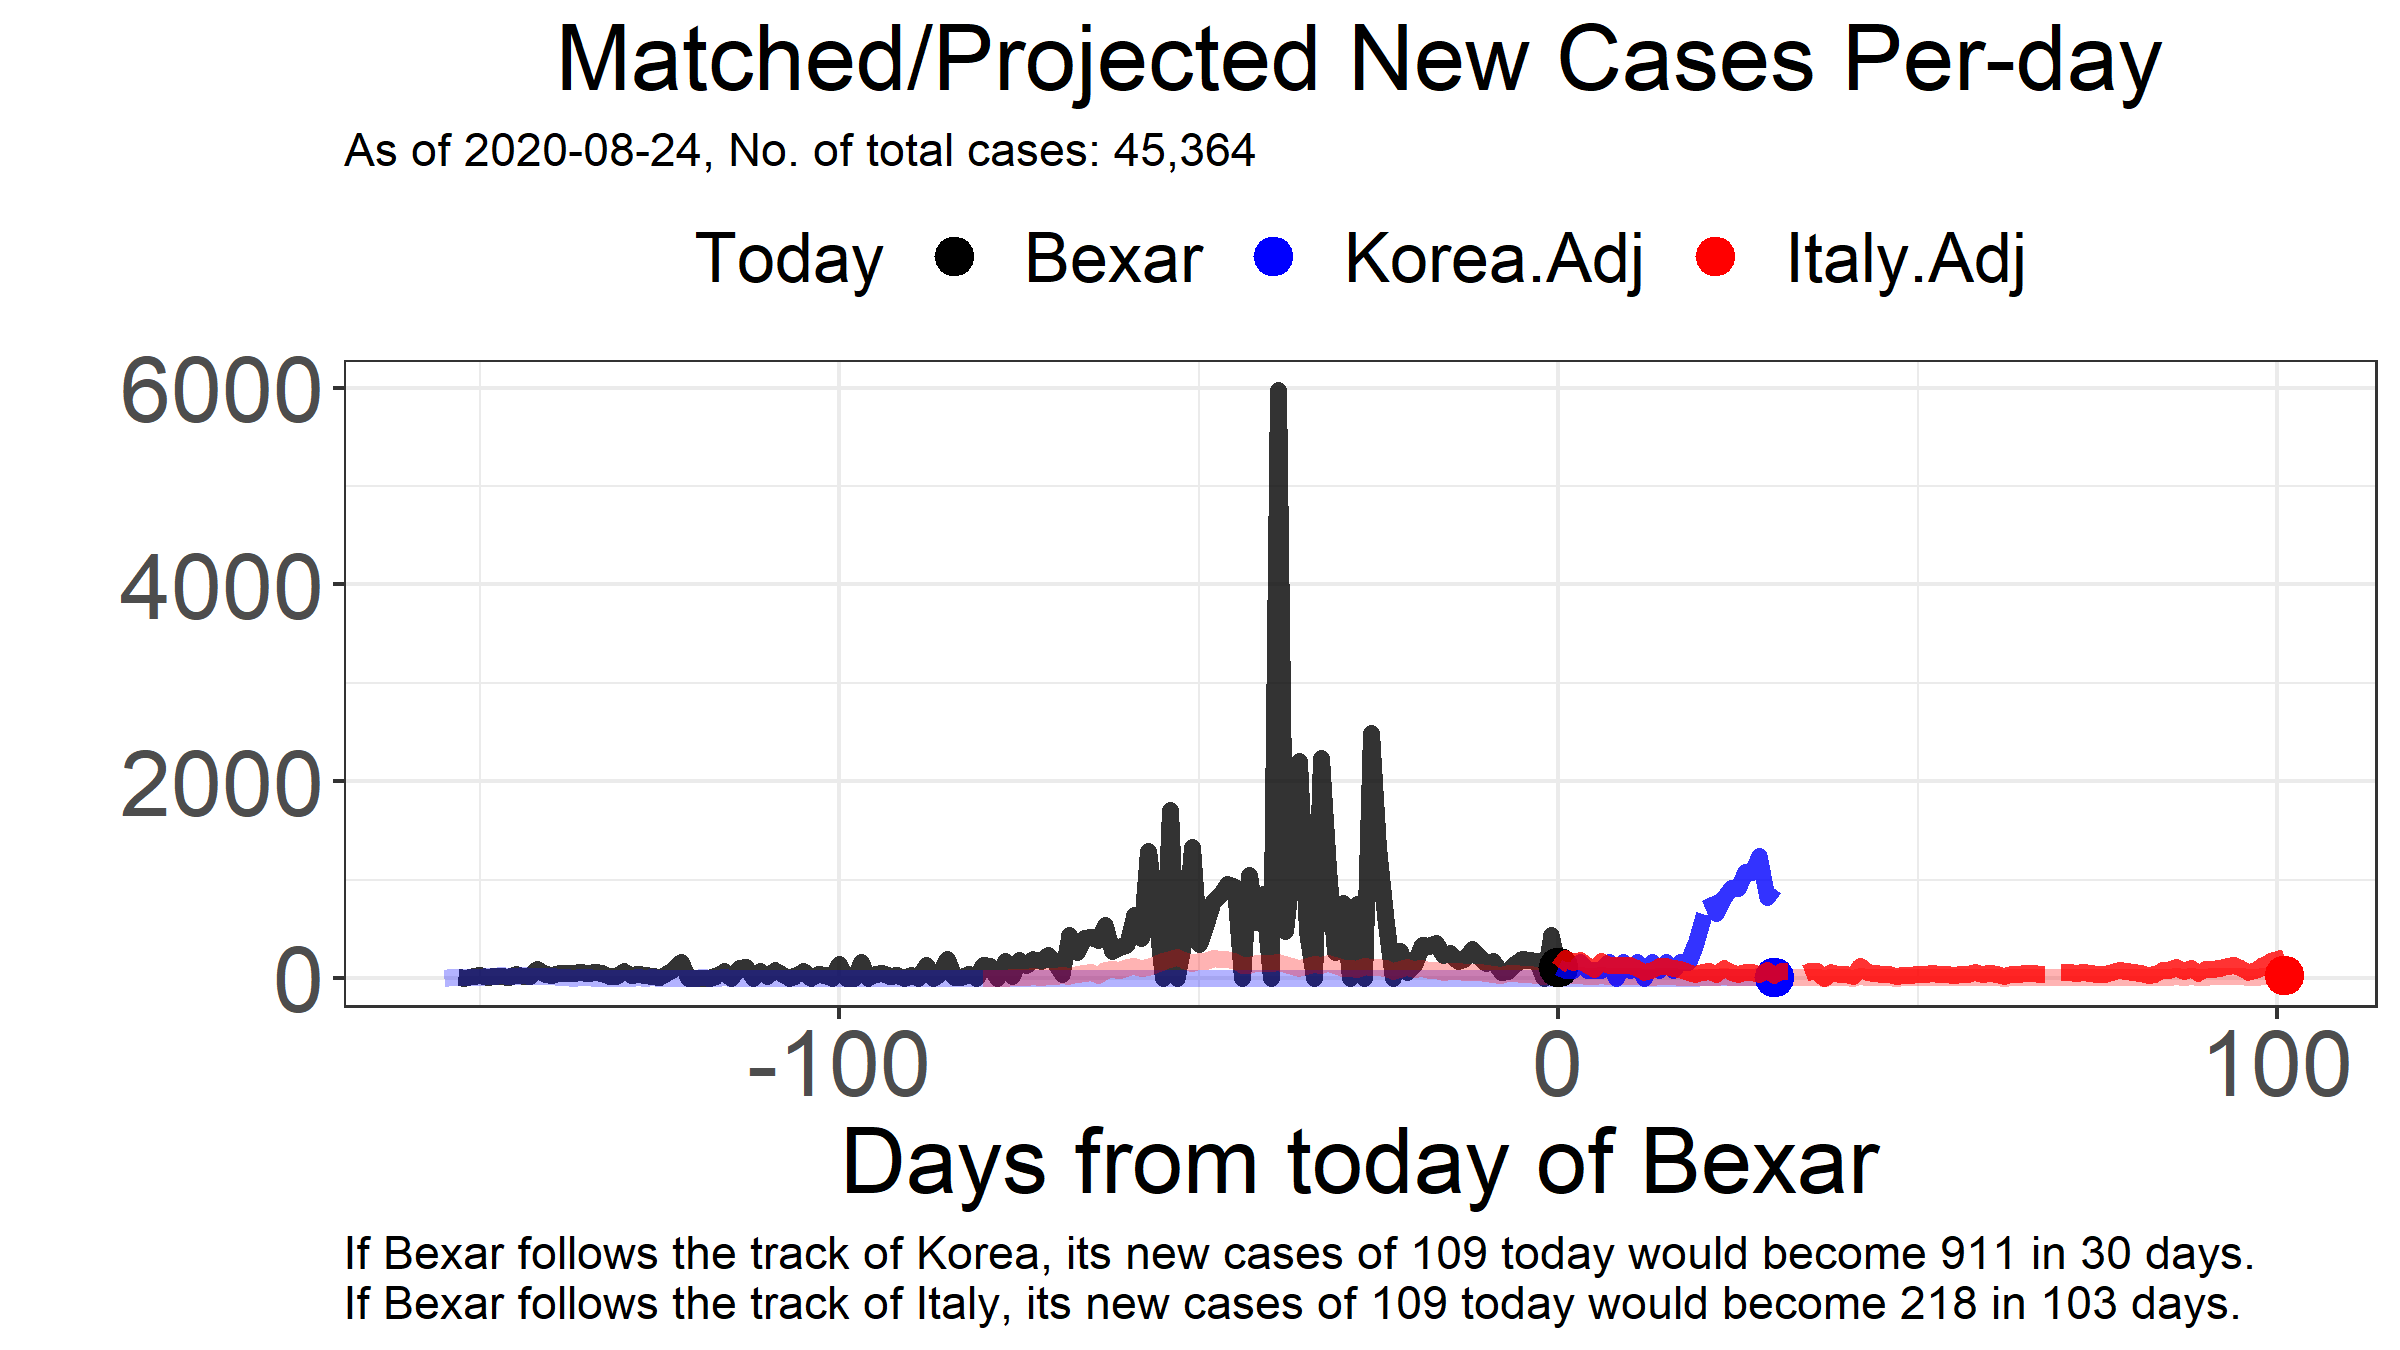 Matched/Projected New Cases Per-day
As of 2020-08-24, No. of total cases: 45,364
Today Bexar Korea.Adj Italy.Adj
6000
4000
2000
0
-100 0 100
Days from today of Bexar
If Bexar follows the track of Korea, its new cases of 109 today would become 911 in 30 days.
If Bexar follows the track of Italy, its new cases of 109 today would become 218 in 103 days.